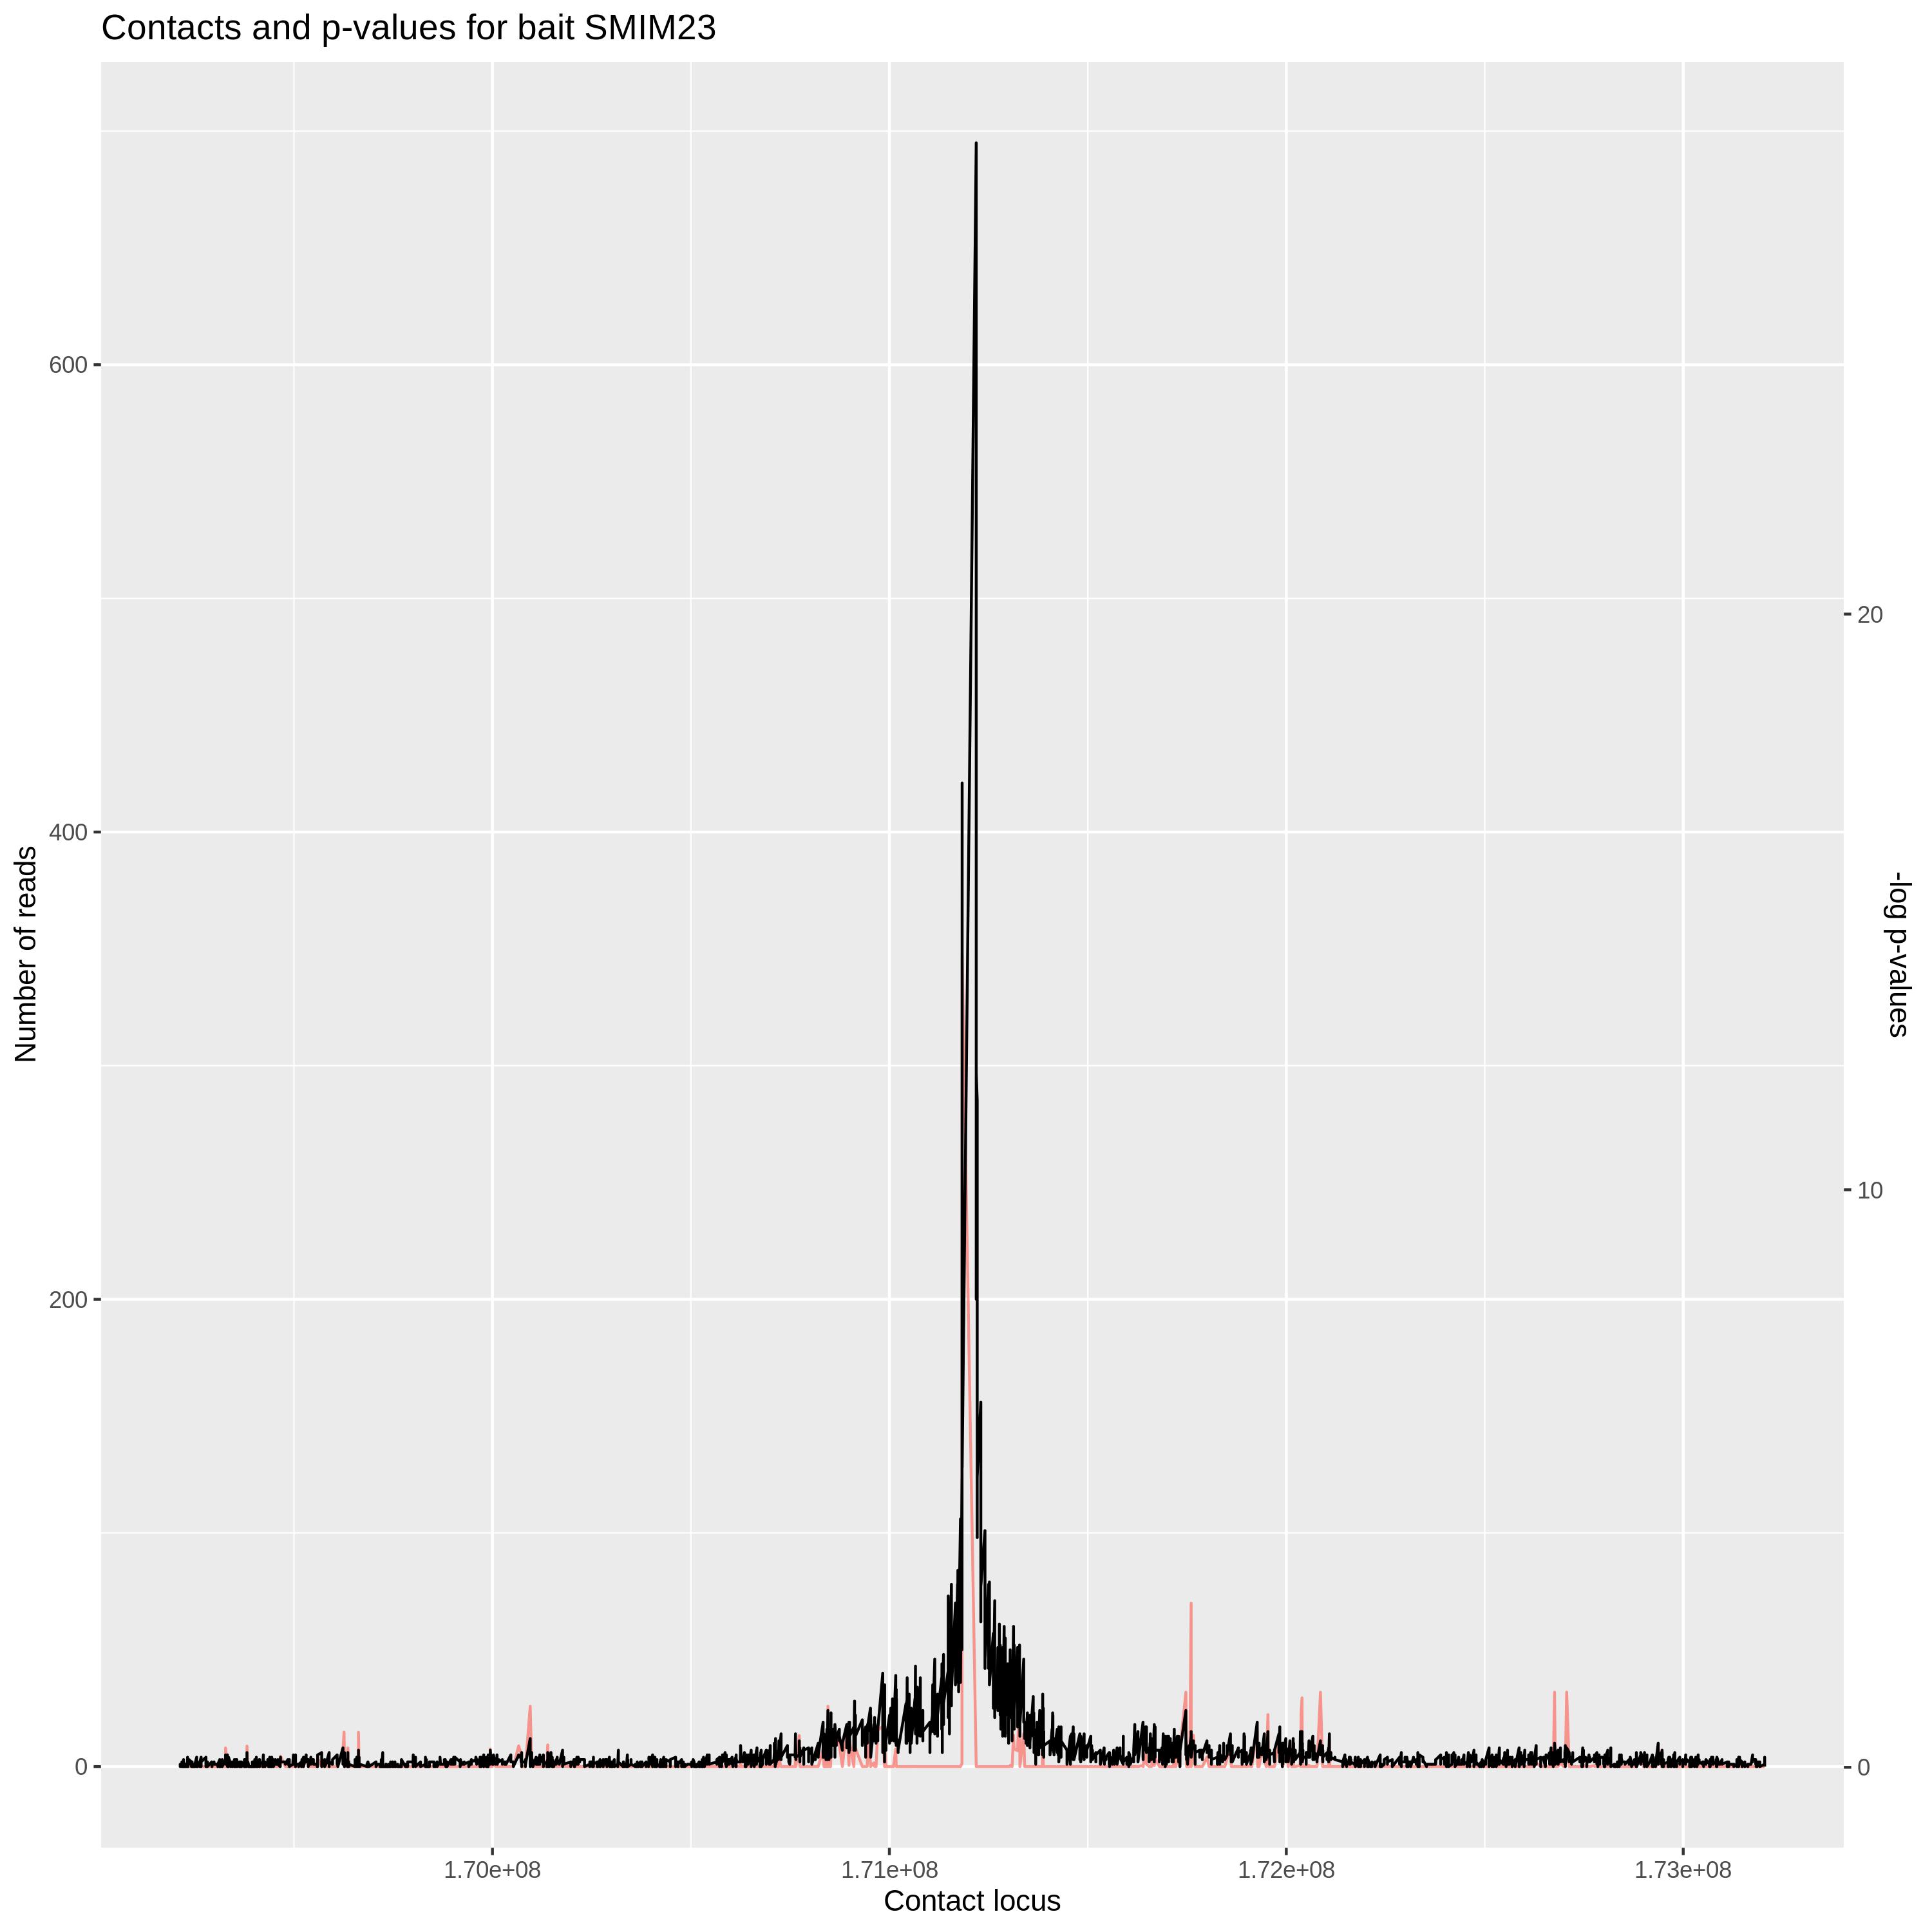 Contacts and p-values for bait SMIM23
Number of reads
600
400
200
0
20
10
0
-log p-values
1.70e+08
1.71e+08
1.72e+08
1.73e+08
Contact locus